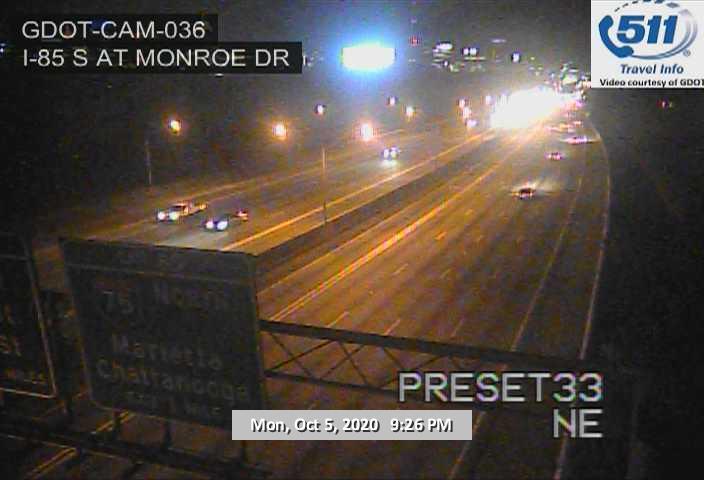 GDOT-CAM-036
I-85 S AT MONROE DR
511
Travel Info
Video courtesy of GDOT
75 North
Marietta
Chattanooga
PRESET33
NE
Mon, Oct 5, 2020 9:26 PM